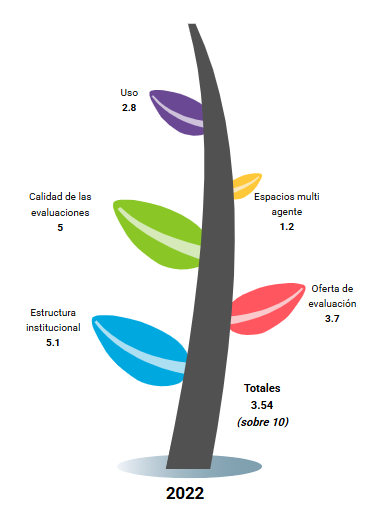 Uso
2.8
Calidad de las
evaluaciones
5
Espacios multi
agente
1.2
Oferta de
evaluación
3.7
Estructura
institucional
5.1
Totales
3.54
(sobre 10)
2022